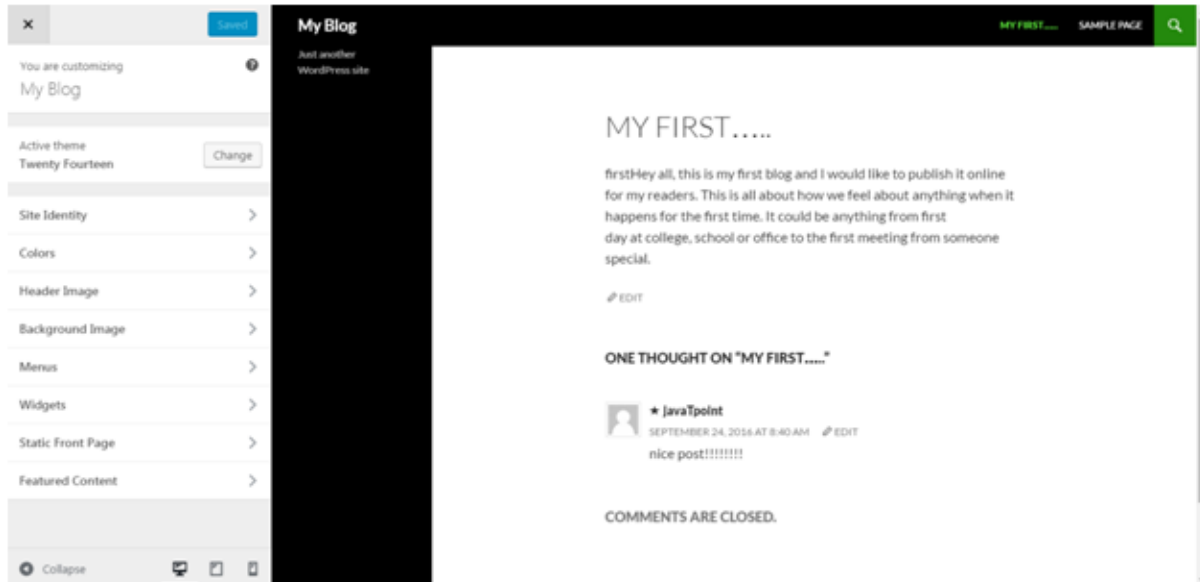 Saved
You are customizing
My Blog
Active theme
Twenty Fourteen
Change
Site Identity
Colors
Header Image
Background Image
Menus
Widgets
Static Front Page
Featured Content
Collapse
My Blog
Just another
WordPress site
MY FIRST.....
SAMPLE PAGE
MY FIRST.....
firstHey all, this is my first blog and I would like to publish it online
for my readers. This is all about how we feel about anything when it
happens for the first time. It could be anything from first
day at college, school or office to the first meeting from someone
special.
EDIT
ONE THOUGHT ON “MY FIRST.....”
★ JavaTpoint
SEPTEMBER 24, 2016 AT 8:40 AM EDIT
nice post!!!!!!!!
COMMENTS ARE CLOSED.